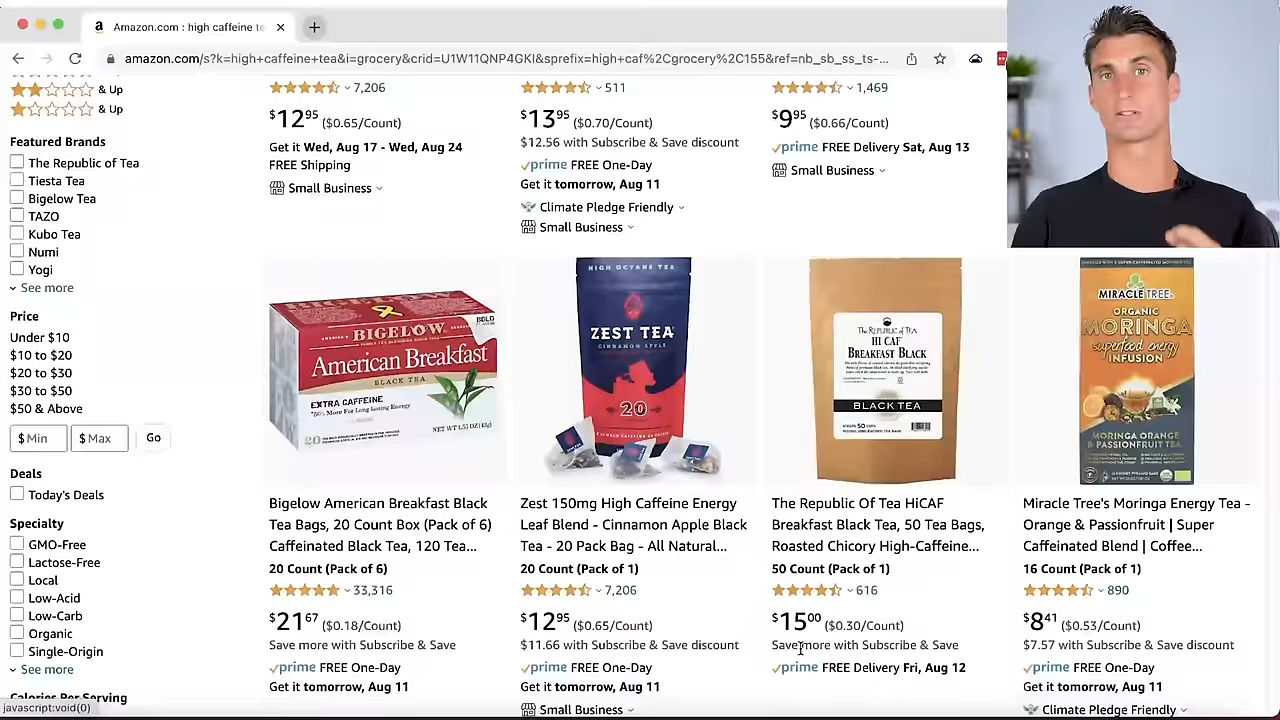 Amazon.com : high caffeine te
amazon.com/s?k=high+caffeine+tea&i=grocery&crid=U1W11QNP4GKI&sprefix=high+caf%2Cgrocery%2C155&ref=nb_sb_ss_ts-...
& Up
& Up
Featured Brands
The Republic of Tea
Tiesta Tea
Bigelow Tea
TAZO
Kubo Tea
Numi
Yogi
See more
Price
Under $10
$10 to $20
$20 to $30
$30 to $50
$50 & Above
$ Min
$ Max
Go
Deals
Today's Deals
Specialty
GMO-Free
Lactose-Free
Local
Low-Acid
Low-Carb
Organic
Single-Origin
See more
Calories Per Serving
javascript:void(0)
7,206
$12.95 ($0.65/Count)
Get it Wed, Aug 17 - Wed, Aug 24
FREE Shipping
Small Business
511
$13.95 ($0.70/Count)
$12.56 with Subscribe & Save discount
prime FREE One-Day
Get it tomorrow, Aug 11
Climate Pledge Friendly
Small Business
1,469
$9.95 ($0.66/Count)
prime FREE Delivery Sat, Aug 13
Small Business
BIGELOW
American Breakfast
BLACK TEA
EXTRA CAFFEINE
20
NET WT 1.55 OZ (43g)
Bigelow American Breakfast Black
Tea Bags, 20 Count Box (Pack of 6)
Caffeinated Black Tea, 120 Tea...
20 Count (Pack of 6)
33,316
$21.67 ($0.18/Count)
Save more with Subscribe & Save
prime FREE One-Day
Get it tomorrow, Aug 11
HIGH OCTANE TEA
ZEST TEA
CINNAMON APPLE
20
Zest 150mg High Caffeine Energy
Leaf Blend - Cinnamon Apple Black
Tea - 20 Pack Bag - All Natural...
20 Count (Pack of 1)
7,206
$12.95 ($0.65/Count)
$11.66 with Subscribe & Save discount
prime FREE One-Day
Get it tomorrow, Aug 11
Small Business
The Republic of Tea
HI CAF
BREAKFAST BLACK
BLACK TEA
The Republic Of Tea HiCAF
Breakfast Black Tea, 50 Tea Bags,
Roasted Chicory High-Caffeine...
50 Count (Pack of 1)
616
$15.00 ($0.30/Count)
Save more with Subscribe & Save
prime FREE Delivery Fri, Aug 12
MIRACLE TREE
ORGANIC
MORINGA
superfood energy
INFUSION
MORINGA ORANGE
& PASSIONFRUIT TEA
Miracle Tree's Moringa Energy Tea -
Orange & Passionfruit | Super
Caffeinated Blend | Coffee...
16 Count (Pack of 1)
890
$8.41 ($0.53/Count)
$7.57 with Subscribe & Save discount
prime FREE One-Day
Get it tomorrow, Aug 11
Climate Pledge Friendly